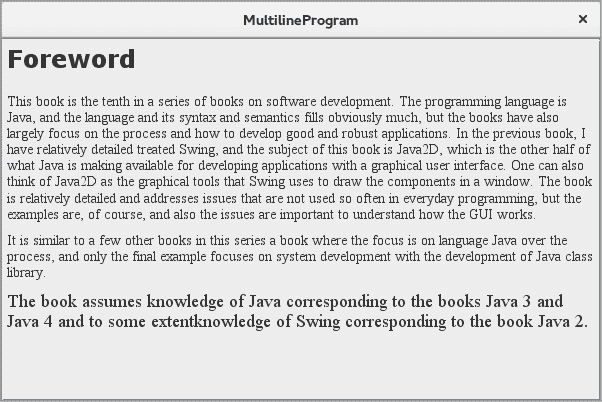 MultilineProgram
Foreword
This book is the tenth in a series of books on software development. The programming language is
Java, and the language and its syntax and semantics fills obviously much, but the books have also
largely focus on the process and how to develop good and robust applications. In the previous book, I
have relatively detailed treated Swing, and the subject of this book is Java2D, which is the other half of
what Java is making available for developing applications with a graphical user interface. One can also
think of Java2D as the graphical tools that Swing uses to draw the components in a window. The book
is relatively detailed and addresses issues that are not used so often in everyday programming, but the
examples are, of course, and also the issues are important to understand how the GUI works.
It is similar to a few other books in this series a book where the focus is on language Java over the
process, and only the final example focuses on system development with the development of Java class
library.
The book assumes knowledge of Java corresponding to the books Java 3 and
Java 4 and to some extentknowledge of Swing corresponding to the book Java 2.